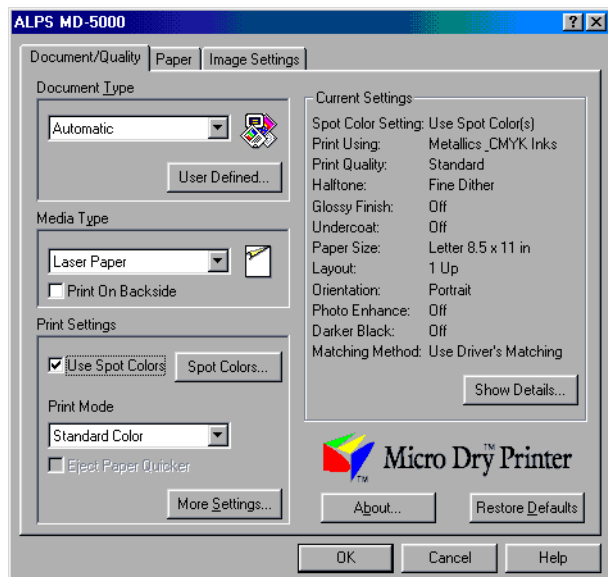 ALPS MD-5000
Document/Quality
Paper
Image Settings
Document Type
Automatic
User Defined...
Media Type
Laser Paper
Print On Backside
Print Settings
Use Spot Colors
Spot Colors...
Print Mode
Standard Color
Eject Paper Quicker
More Settings...
Current Settings
Spot Color Setting: Use Spot Color(s)
Print Using: Metallics_CMYK Inks
Print Quality: Standard
Halftone: Fine Dither
Glossy Finish: Off
Undercoat: Off
Paper Size: Letter 8.5 x 11 in
Layout: 1 Up
Orientation: Portrait
Photo Enhance: Off
Darker Black: Off
Matching Method: Use Driver's Matching
Show Details...
TM
Micro Dry™ Printer
About...
Restore Defaults
OK
Cancel
Help